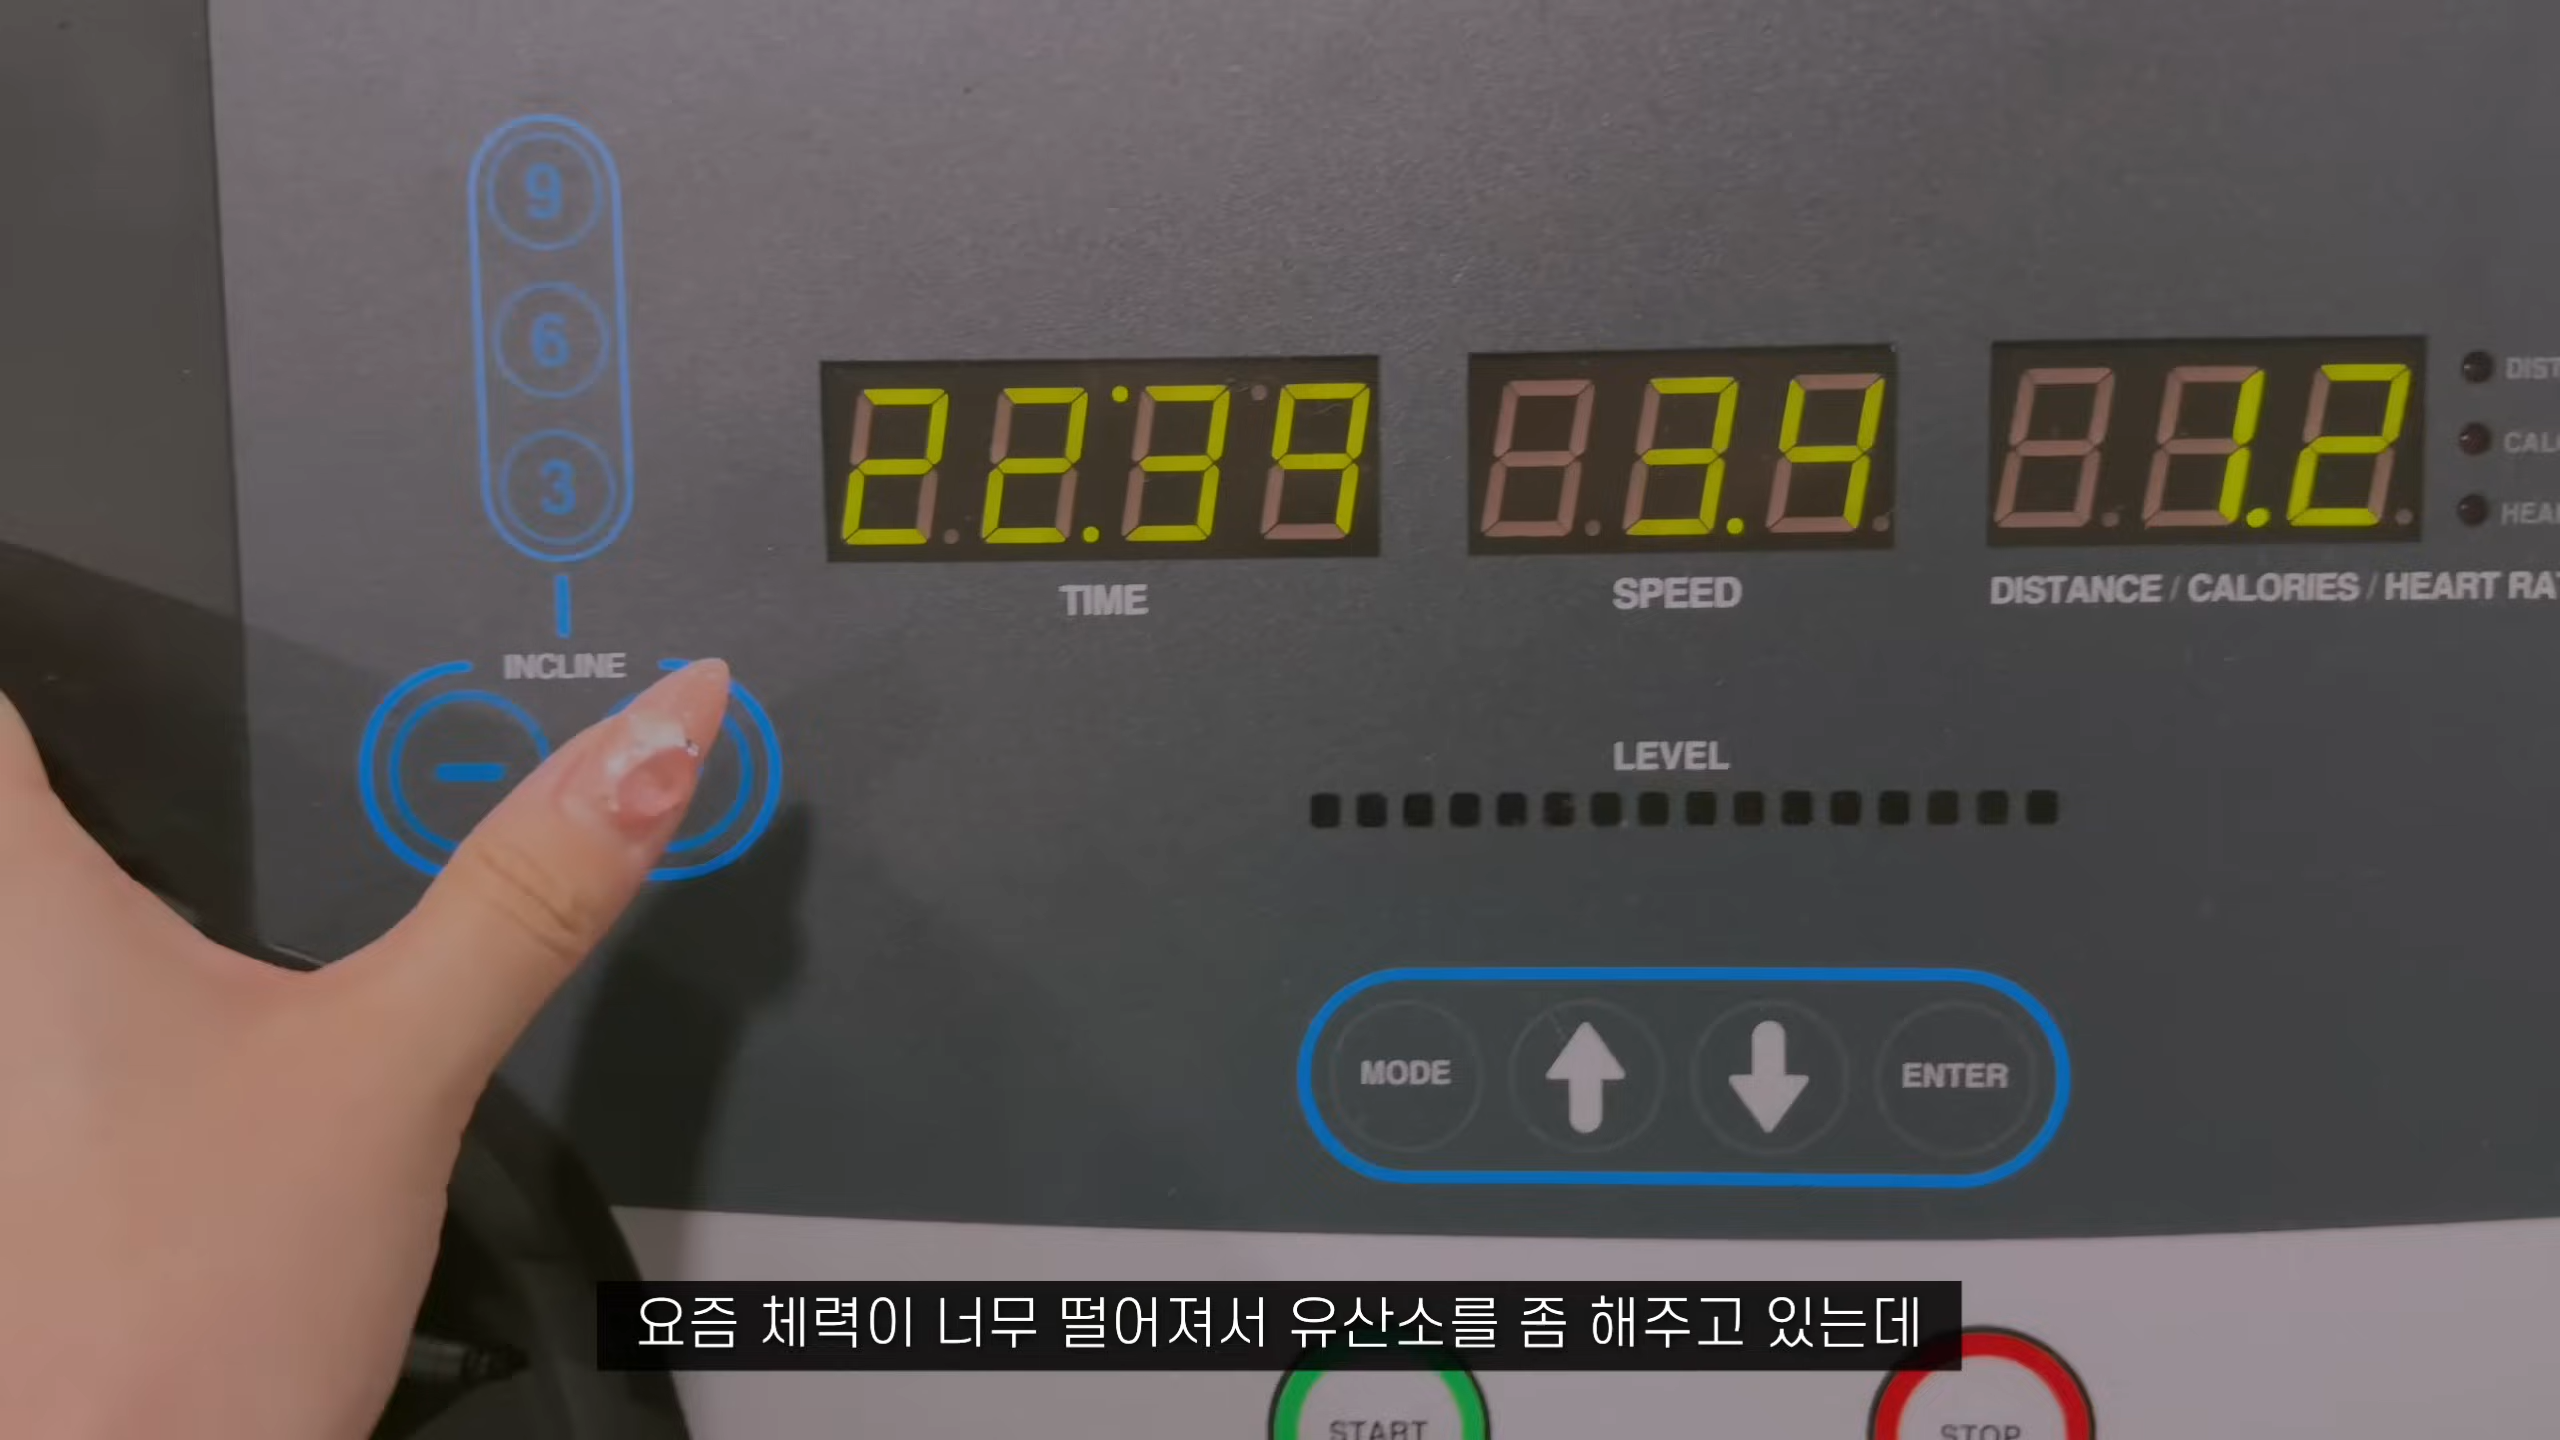 9
6
3
INCLINE
22:39
TIME
3.4
SPEED
1.2
DISTANCE / CALORIES / HEART
LEVEL
MODE
ENTER
요즘 체력이 너무 떨어져서 유산소를 좀 해주고 있는데
START
STOP